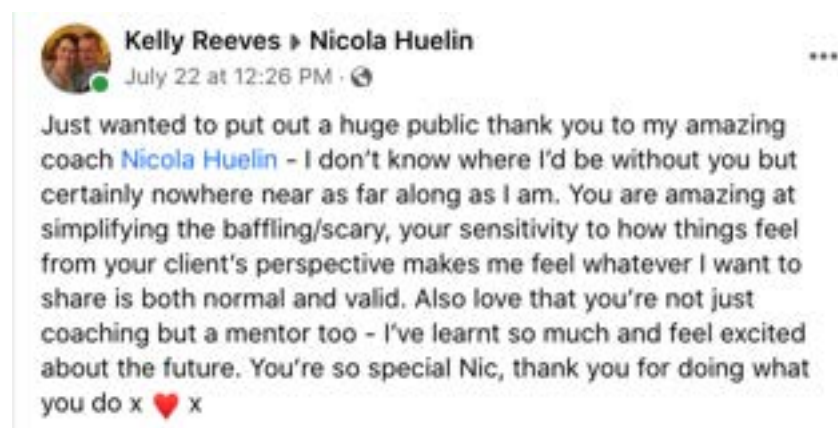 Kelly Reeves ▸ Nicola Huelin
July 22 at 12:26 PM ·
Just wanted to put out a huge public thank you to my amazing
coach Nicola Huelin - I don't know where I'd be without you but
certainly nowhere near as far along as I am. You are amazing at
simplifying the baffling/scary, your sensitivity to how things feel
from your client's perspective makes me feel whatever I want to
share is both normal and valid. Also love that you're not just
coaching but a mentor too - I've learnt so much and feel excited
about the future. You're so special Nic, thank you for doing what
you do x ❤️ x